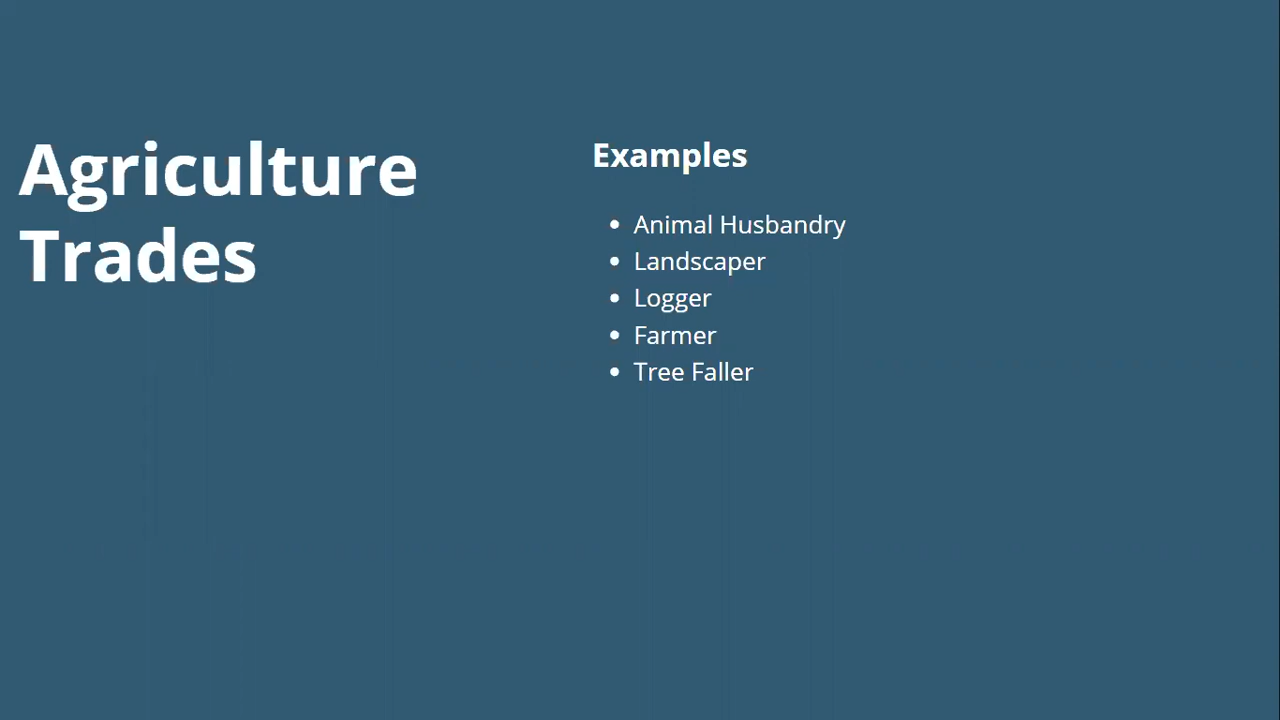 Agriculture
Trades
Examples
• Animal Husbandry
• Landscaper
• Logger
• Farmer
• Tree Faller